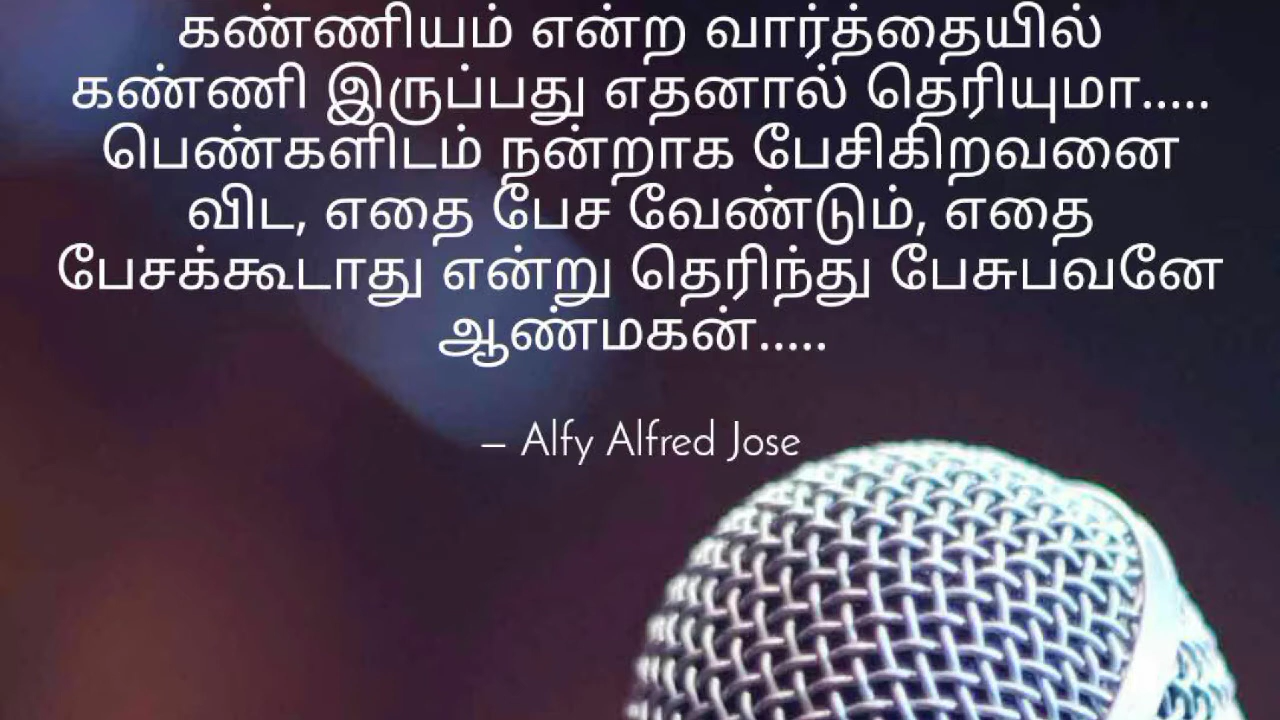 கண்ணியம் என்ற வார்த்தையில்
கண்ணி இருப்பது எதனால் தெரியுமா.....
பெண்களிடம் நன்றாக பேசிகிறவனை
விட, எதை பேச வேண்டும், எதை
பேசக்கூடாது என்று தெரிந்து பேசுபவனே
ஆண்மகன்.....
– Alfy Alfred Jose